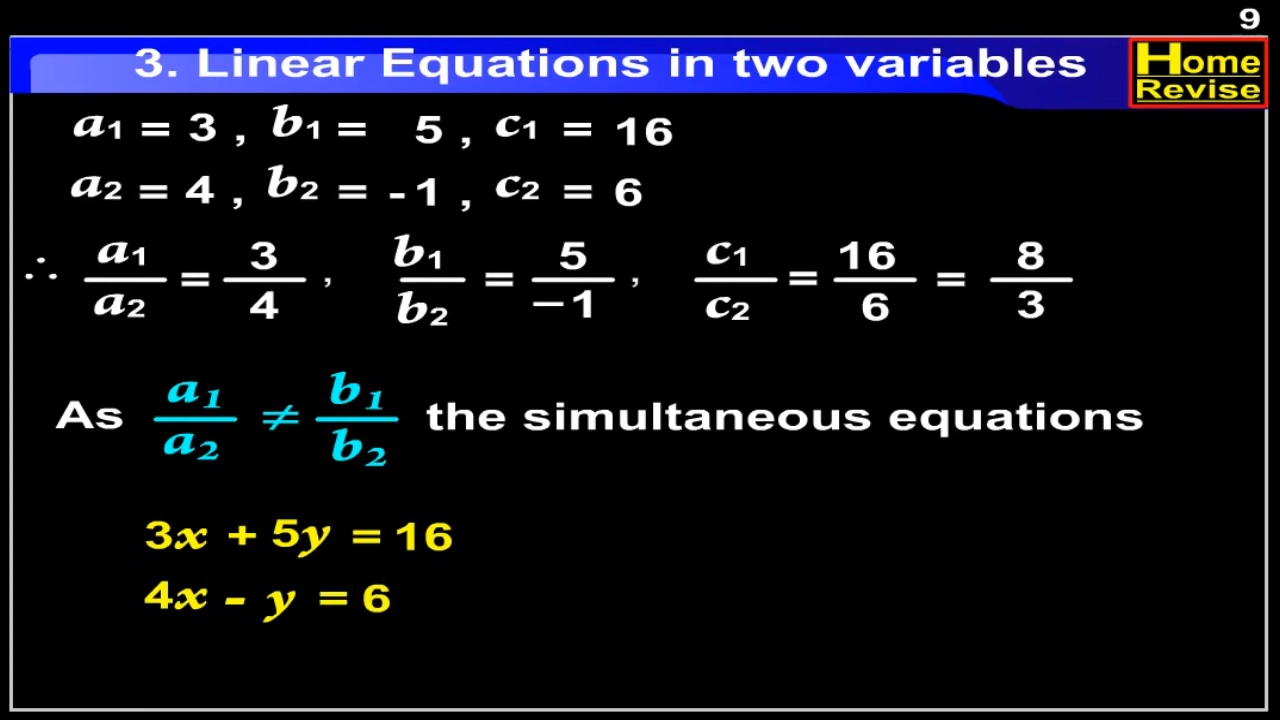 9
3. Linear Equations in two variables
Home
Revise
a1 = 3 , b1 = 5 , c1 = 16
a2 = 4 , b2 = -1 , c2 = 6
∴ a1/a2 = 3/4 , b1/b2 = 5/−1 , c1/c2 = 16/6 = 8/3
As a1/a2 ≠ b1/b2 the simultaneous equations
3x + 5y = 16
4x - y = 6